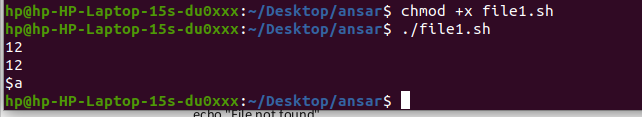 hp@hp-HP-Laptop-15s-du0xxx:~/Desktop/ansar$ chmod +x file1.sh
hp@hp-HP-Laptop-15s-du0xxx:~/Desktop/ansar$ ./file1.sh
12
12
$a
hp@hp-HP-Laptop-15s-du0xxx:~/Desktop/ansar$
echo "File not found"